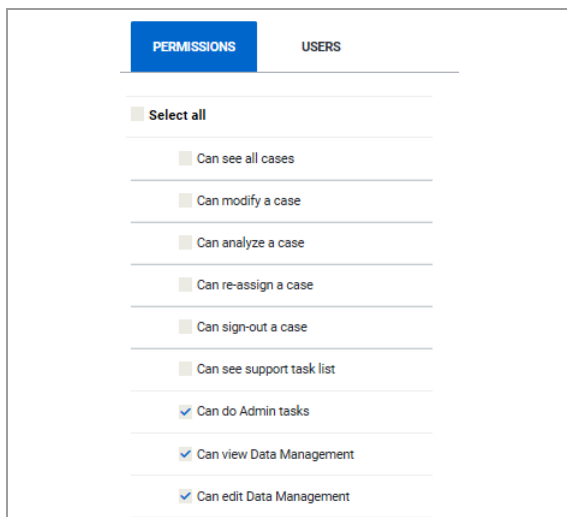 PERMISSIONS USERS
Select all
Can see all cases
Can modify a case
Can analyze a case
Can re-assign a case
Can sign-out a case
Can see support task list
Can do Admin tasks
Can view Data Management
Can edit Data Management